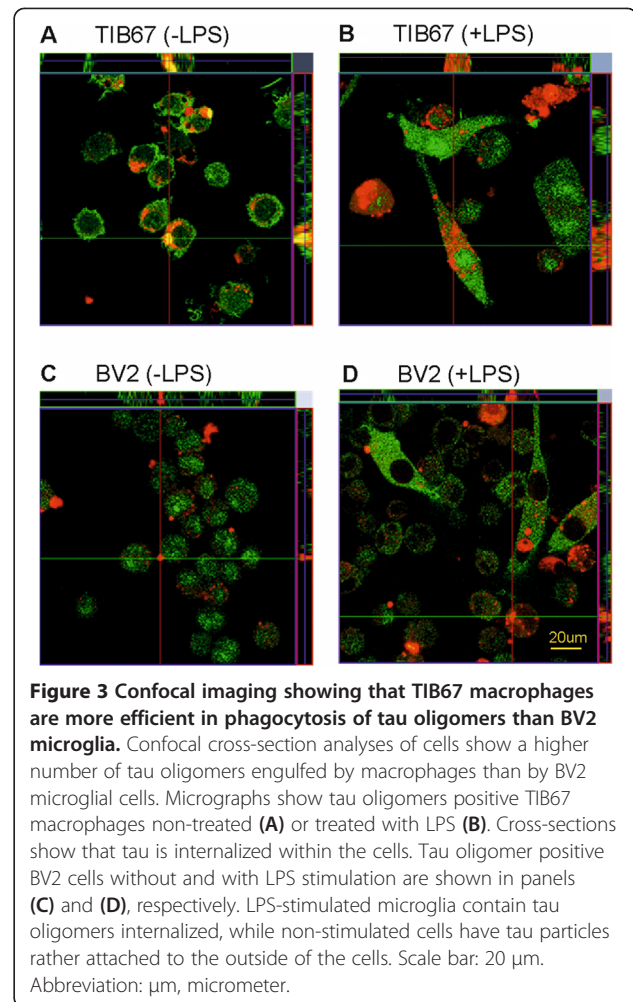 A TIB67 (-LPS)
B TIB67 (+LPS)
C BV2 (-LPS)
D BV2 (+LPS)
20um
Figure 3 Confocal imaging showing that TIB67 macrophages
are more efficient in phagocytosis of tau oligomers than BV2
microglia. Confocal cross-section analyses of cells show a higher
number of tau oligomers engulfed by macrophages than by BV2
microglial cells. Micrographs show tau oligomers positive TIB67
macrophages non-treated (A) or treated with LPS (B). Cross-sections
show that tau is internalized within the cells. Tau oligomer positive
BV2 cells without and with LPS stimulation are shown in panels
(C) and (D), respectively. LPS-stimulated microglia contain tau
oligomers internalized, while non-stimulated cells have tau particles
rather attached to the outside of the cells. Scale bar: 20 μm.
Abbreviation: μm, micrometer.